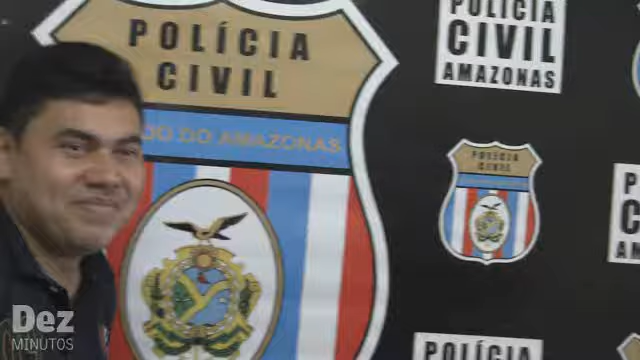 POLÍCIA
CIVIL
DO DO AMAZONAS
POLÍCIA
CIVIL
AMAZONAS
POLÍCIA
CIVIL
POLÍCIA
Dez
MINUTOS